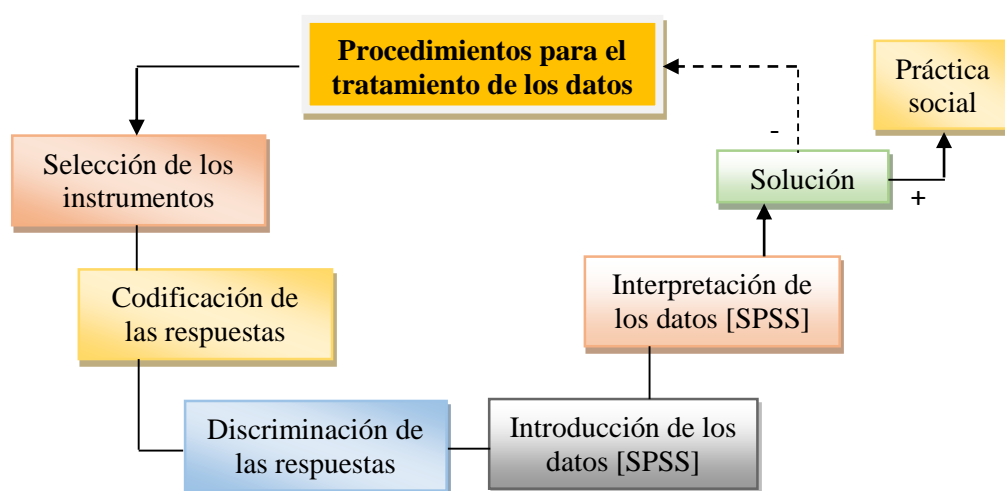 Procedimientos para el
tratamiento de los datos
Práctica
social
-
Selección de los
instrumentos
Solución
+
Codificación de
las respuestas
Interpretación de
los datos [SPSS]
Discriminación de
las respuestas
Introducción de los
datos [SPSS]